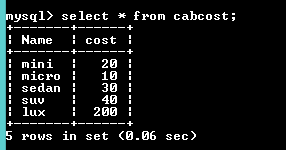 mysql> select * from cabcost;
+-------+------+
| Name  | cost |
+-------+------+
| mini  |   20 |
| micro |   10 |
| sedan |   30 |
| suv   |   40 |
| lux   |  200 |
+-------+------+
5 rows in set (0.06 sec)